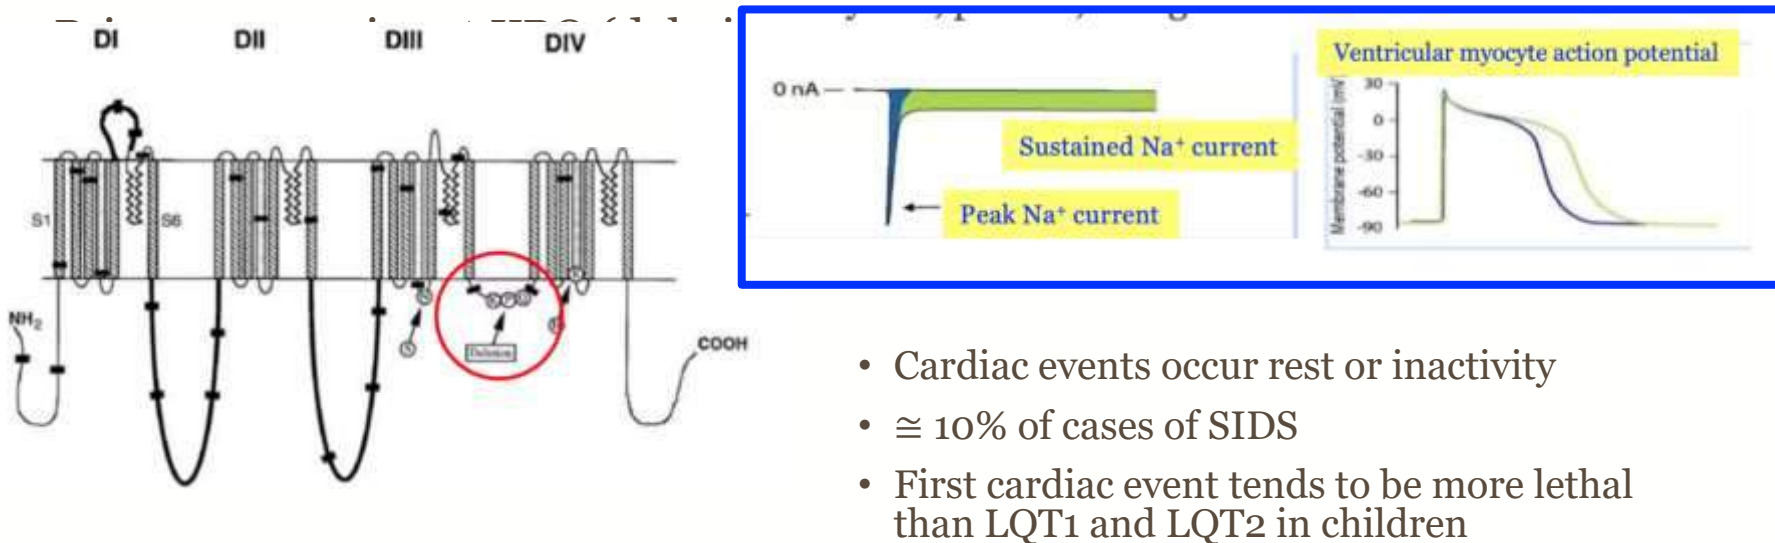 DI DII DIII DIV
S1 S6
NH2
COOH
Deletion
0 nA
Sustained Na⁺ current
Peak Na⁺ current
Ventricular myocyte action potential
Membrane potential (mV
30
0
-30
-60
-90
• Cardiac events occur rest or inactivity
• ≅ 10% of cases of SIDS
• First cardiac event tends to be more lethal
than LQT1 and LQT2 in children